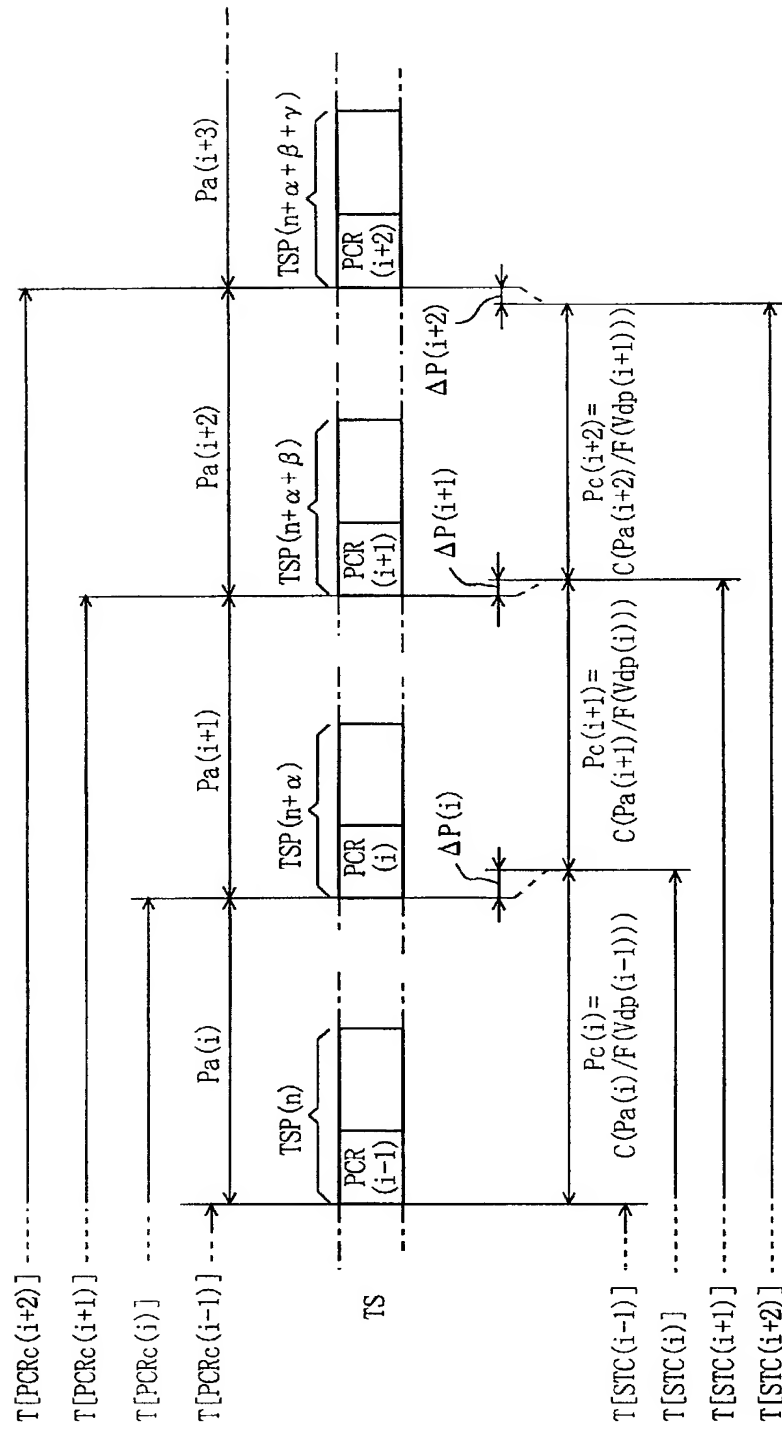 T[PCRc(i+2)]
T[PCRc(i+1)]
T[PCRc(i)]
T[PCRc(i-1)]
Pa(i)
Pa(i+1)
Pa(i+2)
Pa(i+3)
TSP(n)
TSP(n+α)
TSP(n+α+β)
TSP(n+α+β+γ)
TS
PCR
(i-1)
PCR
(i)
PCR
(i+1)
PCR
(i+2)
ΔP(i)
ΔP(i+1)
ΔP(i+2)
Pc(i)=
C(Pa(i)/F(Vdp(i-1)))
Pc(i+1)=
C(Pa(i+1)/F(Vdp(i)))
Pc(i+2)=
C(Pa(i+2)/F(Vdp(i+1)))
T[STC(i-1)]
T[STC(i)]
T[STC(i+1)]
T[STC(i+2)]